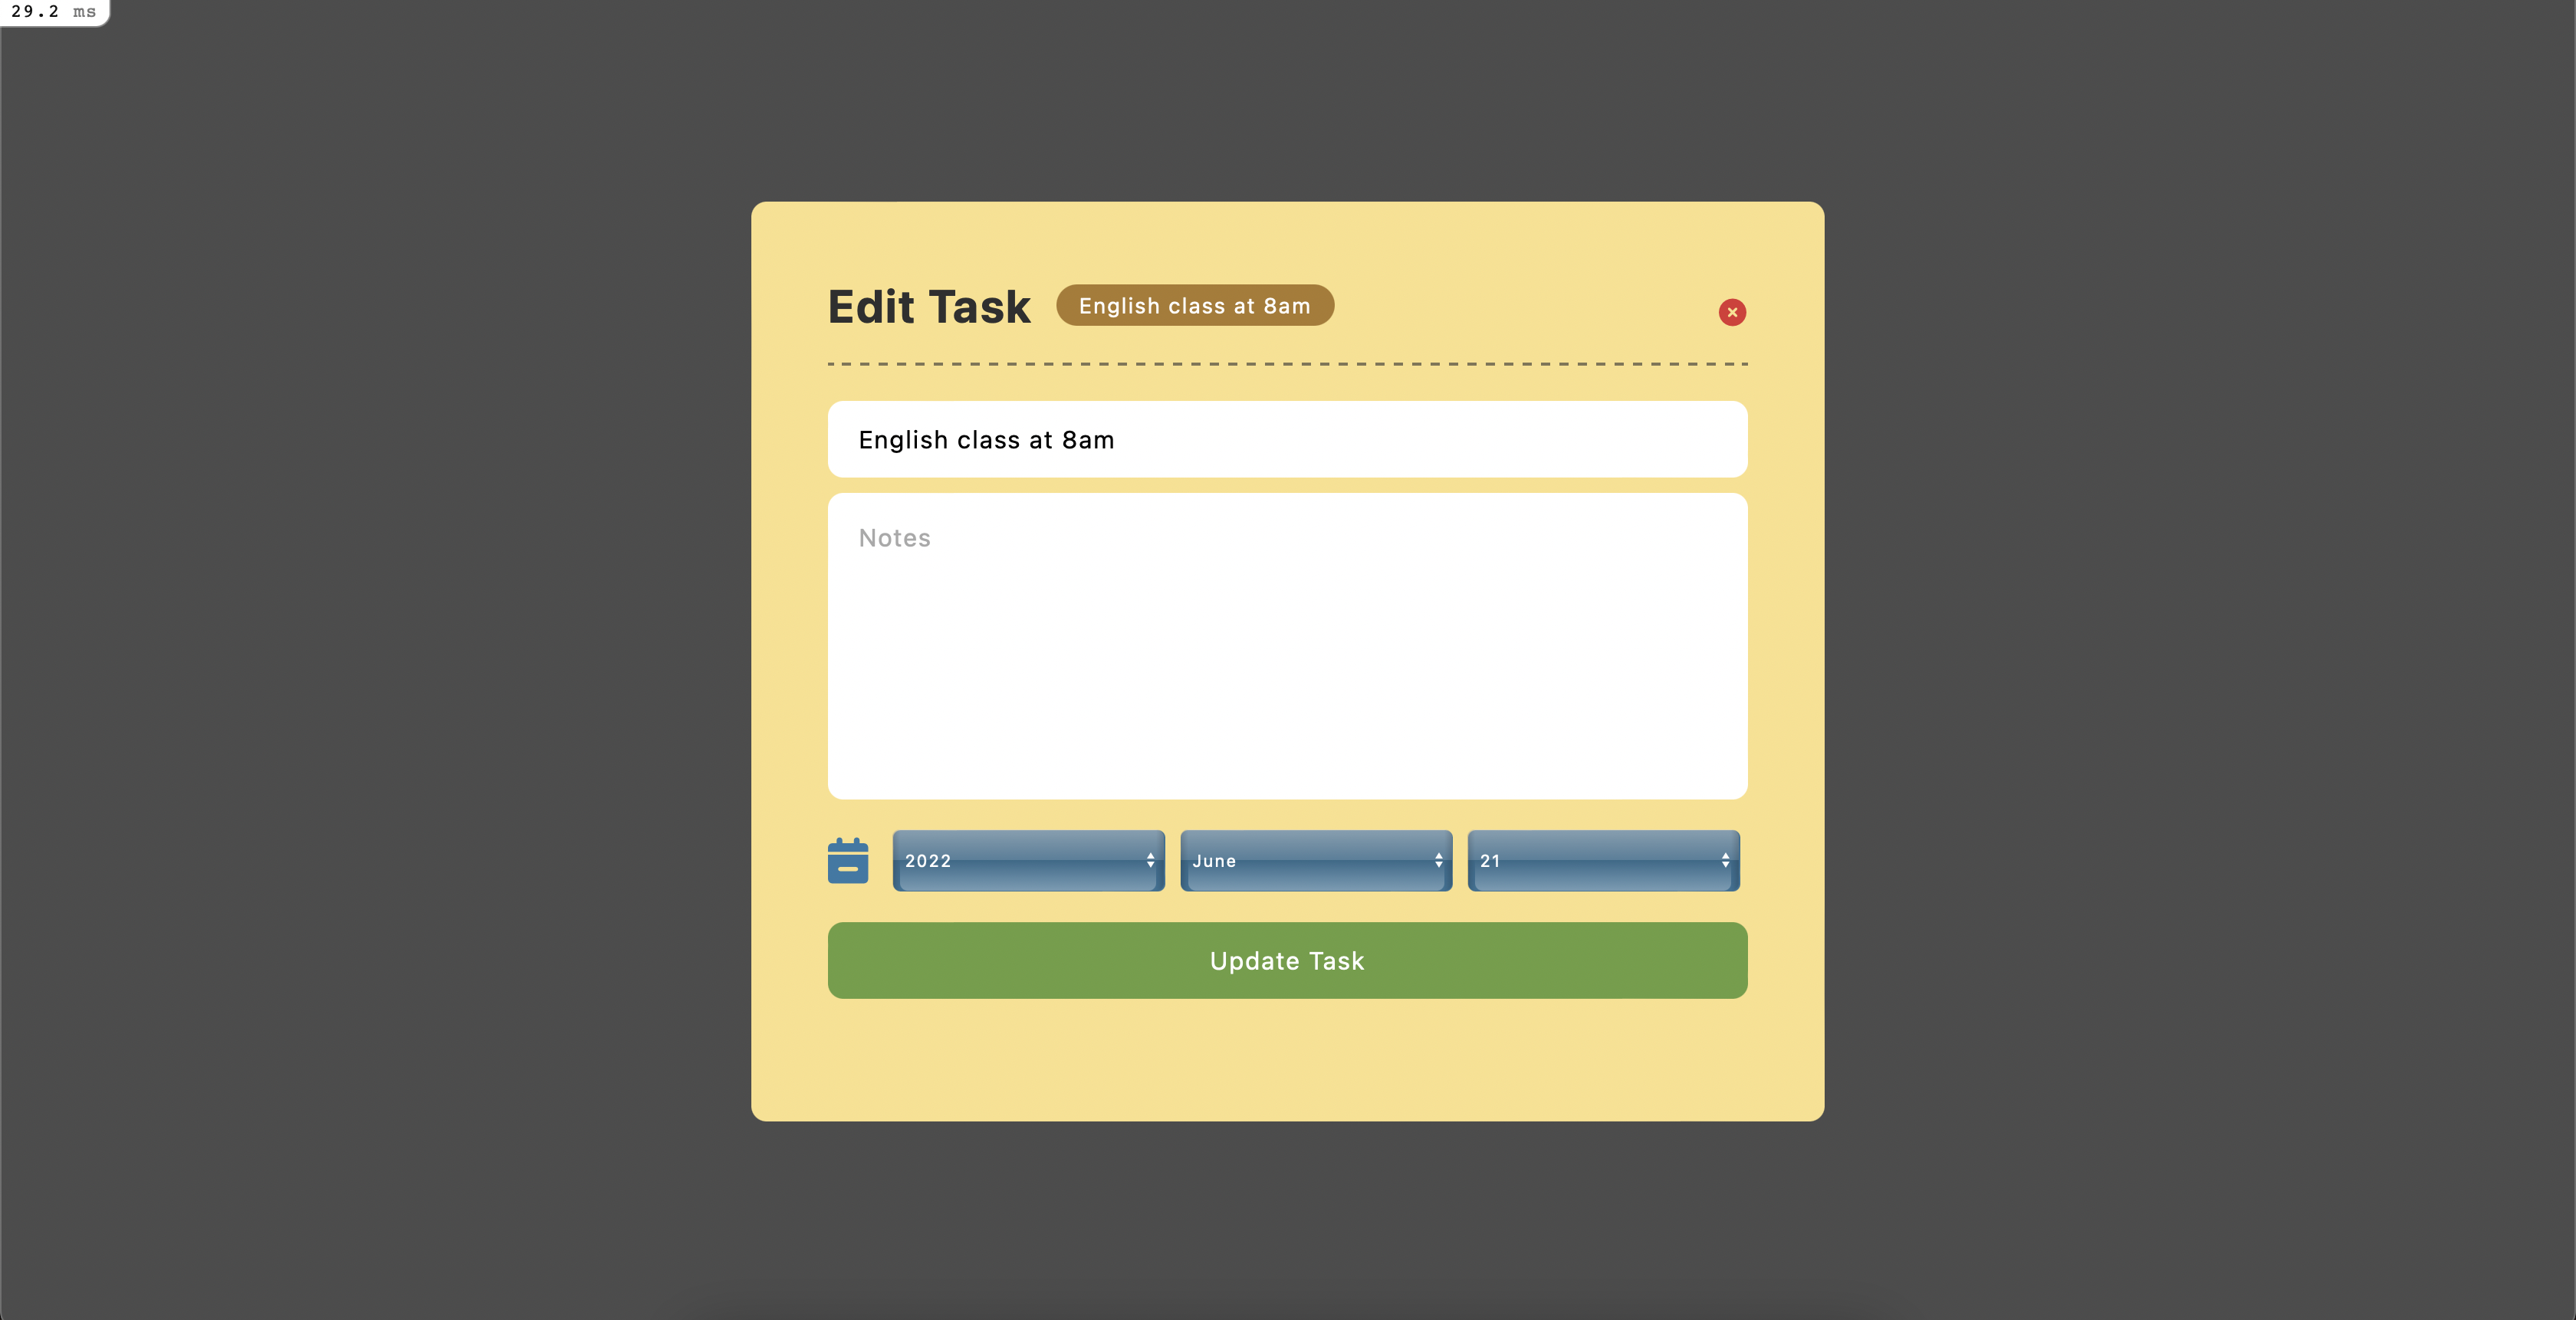 29.2 ms
Edit Task English class at 8am
English class at 8am
Notes
2022 June 21
Update Task